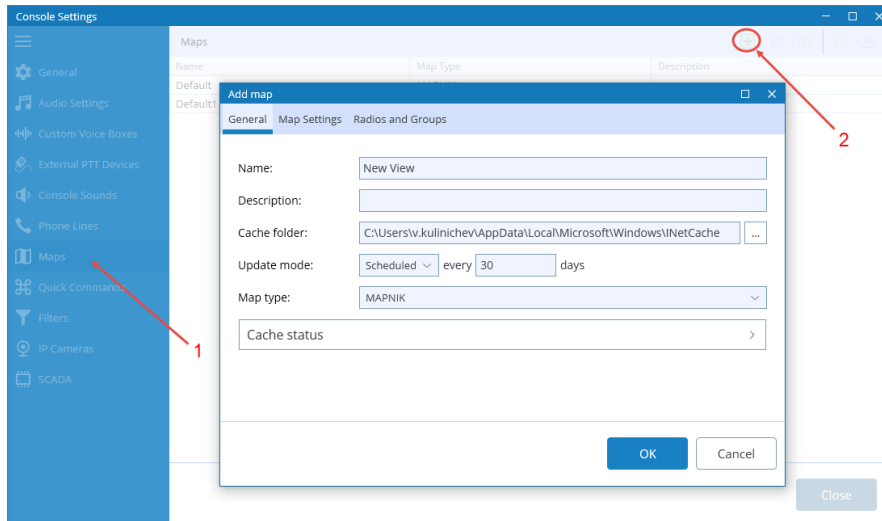 Console Settings
Maps
Name Map Type Description
Default
Default1
General
Audio Settings
Custom Voice Boxes
External PTT Devices
Console Sounds
Phone Lines
Maps
Quick Commands
Filters
IP Cameras
SCADA
Add map
General Map Settings Radios and Groups
Name: New View
Description:
Cache folder: C:\Users\v.kulinichev\AppData\Local\Microsoft\Windows\INetCache ...
Update mode: Scheduled every 30 days
Map type: MAPNIK
Cache status
OK Cancel
Close
1
2